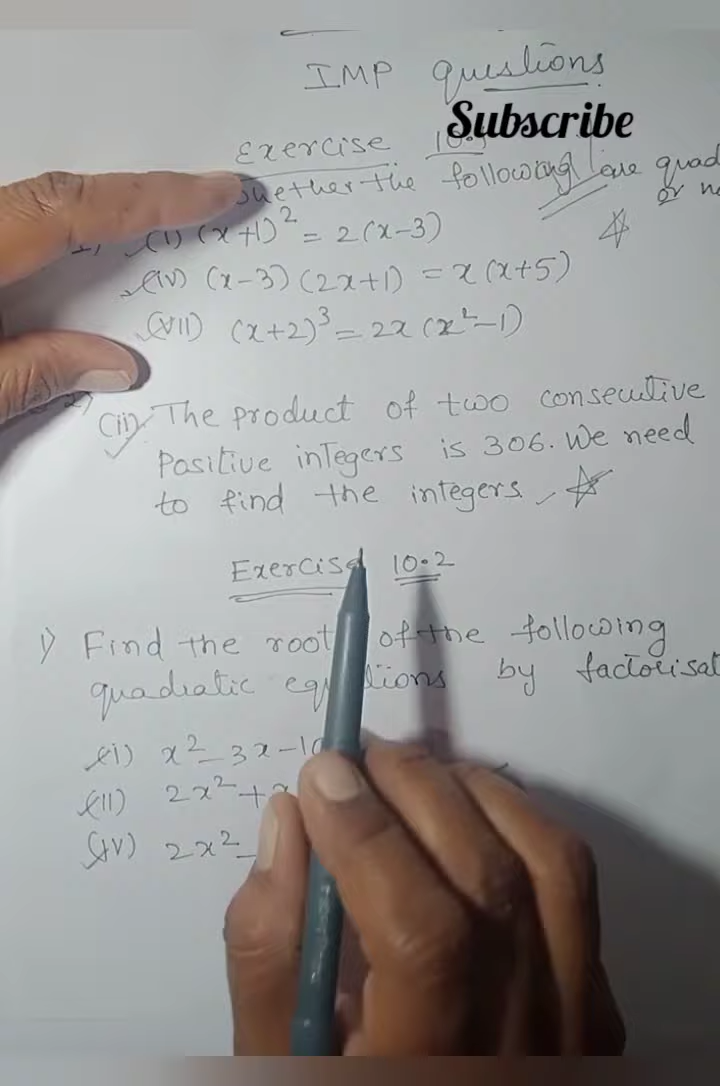 IMP Questions
Subscribe
Exercise
whether the following are quad
or n
(i) (x+1)² = 2(x-3)
(iv) (x-3) (2x+1) = x(x+5)
(vii) (x+2)³ = 2x (x²-1)
(ii) The product of two consecutive
Positive integers is 306. We need
to find the integers.
Exercise 10.2
1) Find the root of the following
quadratic equations by factorisat
(i) x²-3x-10
(ii) 2x²+
(iv) 2x²-